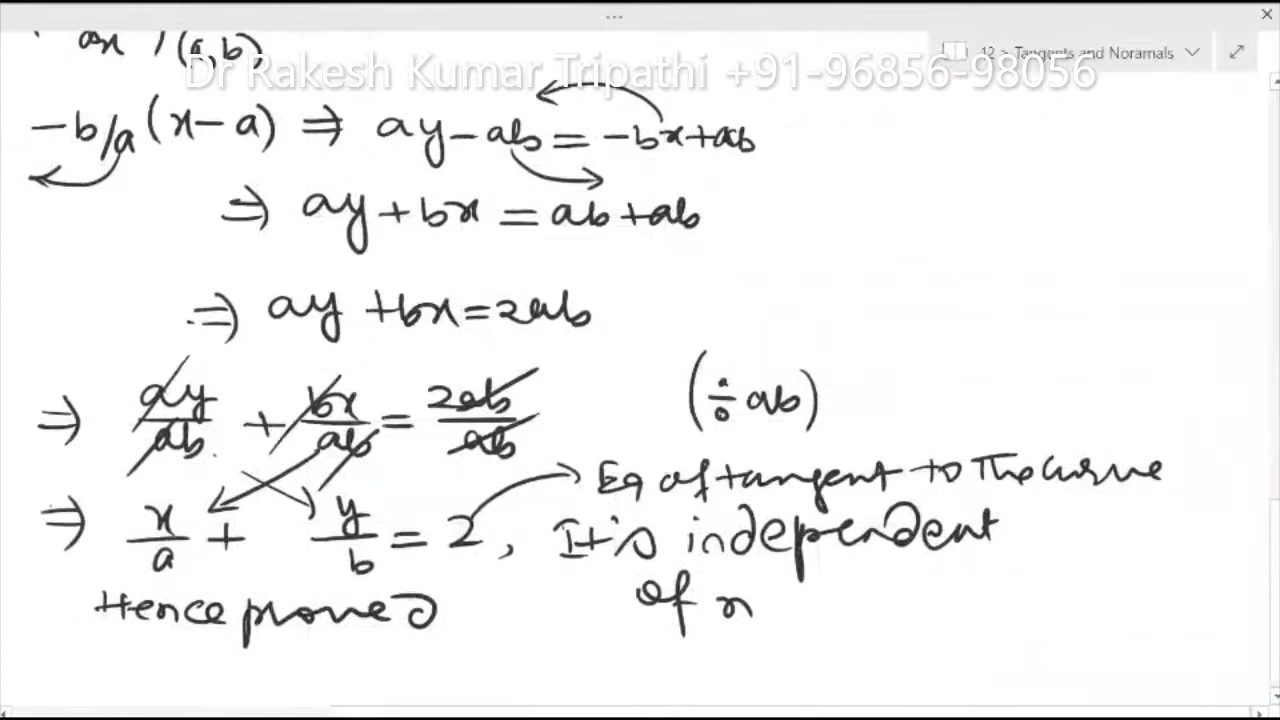 ...
12 > Tangents and Noramals
Dr Rakesh Kumar Tripathi +91-96856-98056
(a,b)
-b/a (x-a) ⇒ ay-ab = -bx+ab
⇒ ay+bx = ab+ab
⇒ ay+bx=2ab
⇒ ay/ab + bx/ab = 2ab/ab (÷ab)
Eq of tangent to the curve
⇒ x/a + y/b = 2, It is independent
Hence proved of n